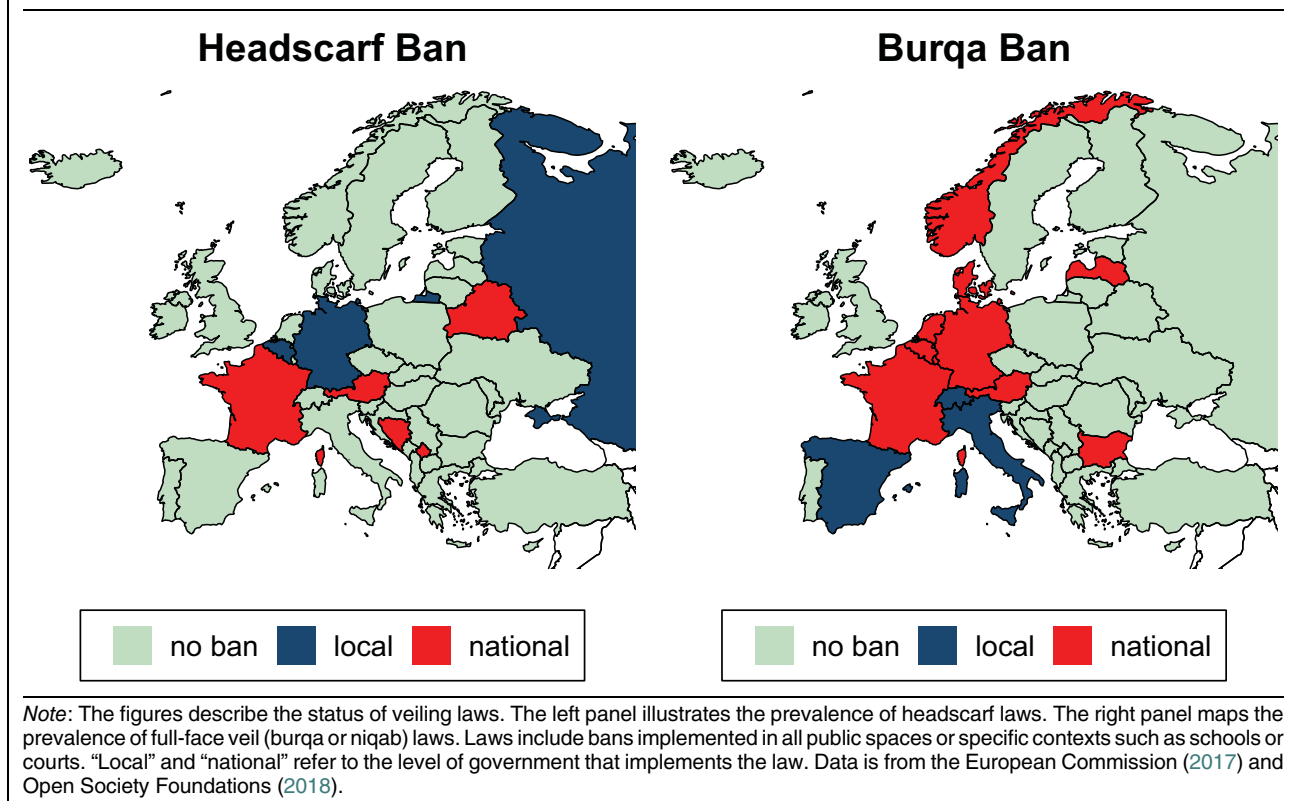 Headscarf Ban
Burqa Ban
no ban local national
no ban local national
Note: The figures describe the status of veiling laws. The left panel illustrates the prevalence of headscarf laws. The right panel maps the
prevalence of full-face veil (burqa or niqab) laws. Laws include bans implemented in all public spaces or specific contexts such as schools or
courts. “Local” and “national” refer to the level of government that implements the law. Data is from the European Commission (2017) and
Open Society Foundations (2018).